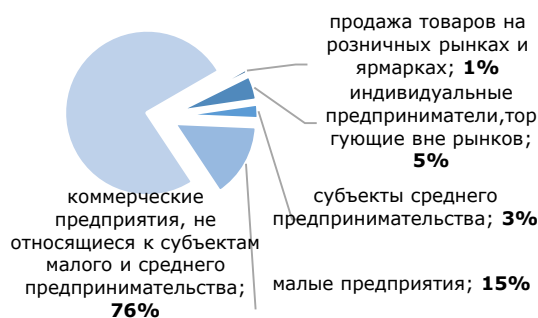 продажа товаров на
розничных рынках и
ярмарках; 1%
индивидуальные
предприниматели,тор
гующие вне рынков;
5%
субъекты среднего
предпринимательства; 3%
малые предприятия; 15%
коммерческие
предприятия, не
относящиеся к субъектам
малого и среднего
предпринимательства;
76%